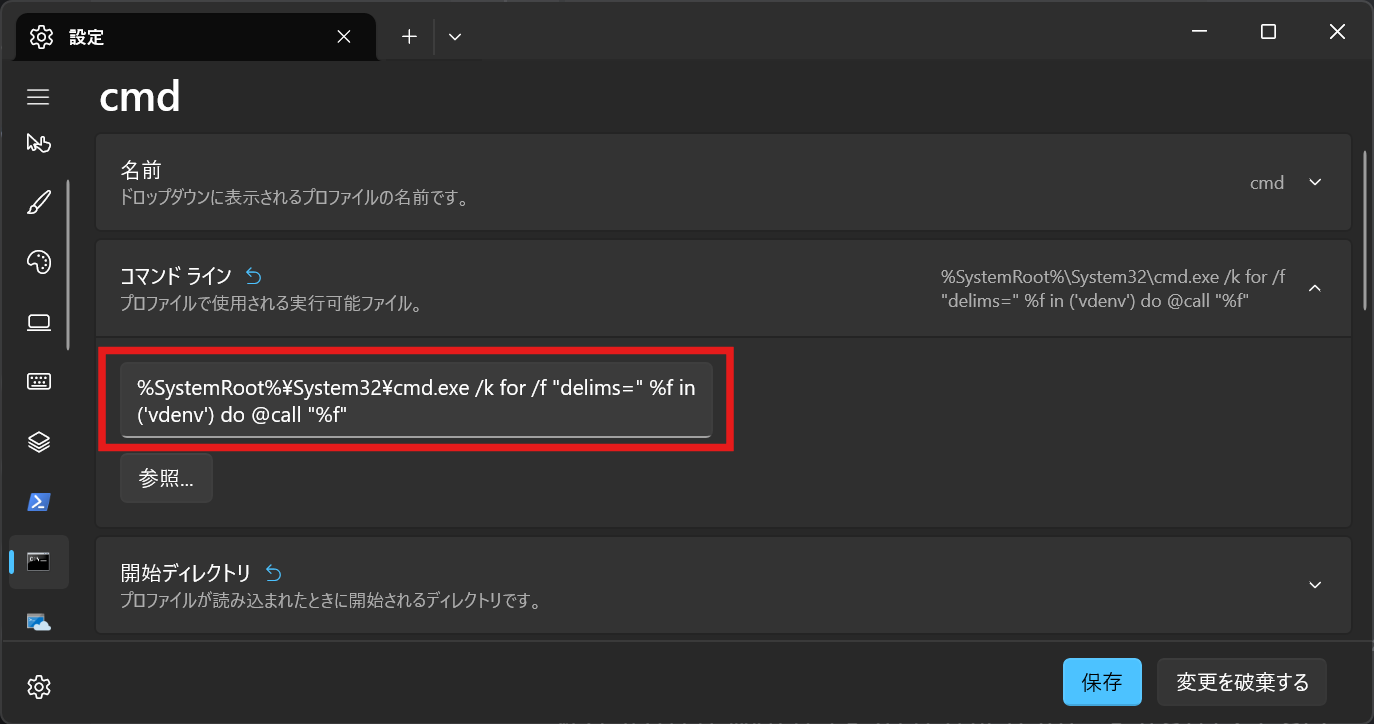 設定
cmd
名前
ドロップダウンに表示されるプロファイルの名前です。
cmd
コマンド ライン
プロファイルで使用される実行可能ファイル。
%SystemRoot%\System32\cmd.exe /k for /f
"delims=" %f in ('vdenv') do @call "%f"
%SystemRoot%¥System32¥cmd.exe /k for /f "delims=" %f in
('vdenv') do @call "%f"
参照...
開始ディレクトリ
プロファイルが読み込まれたときに開始されるディレクトリです。
保存
変更を破棄する